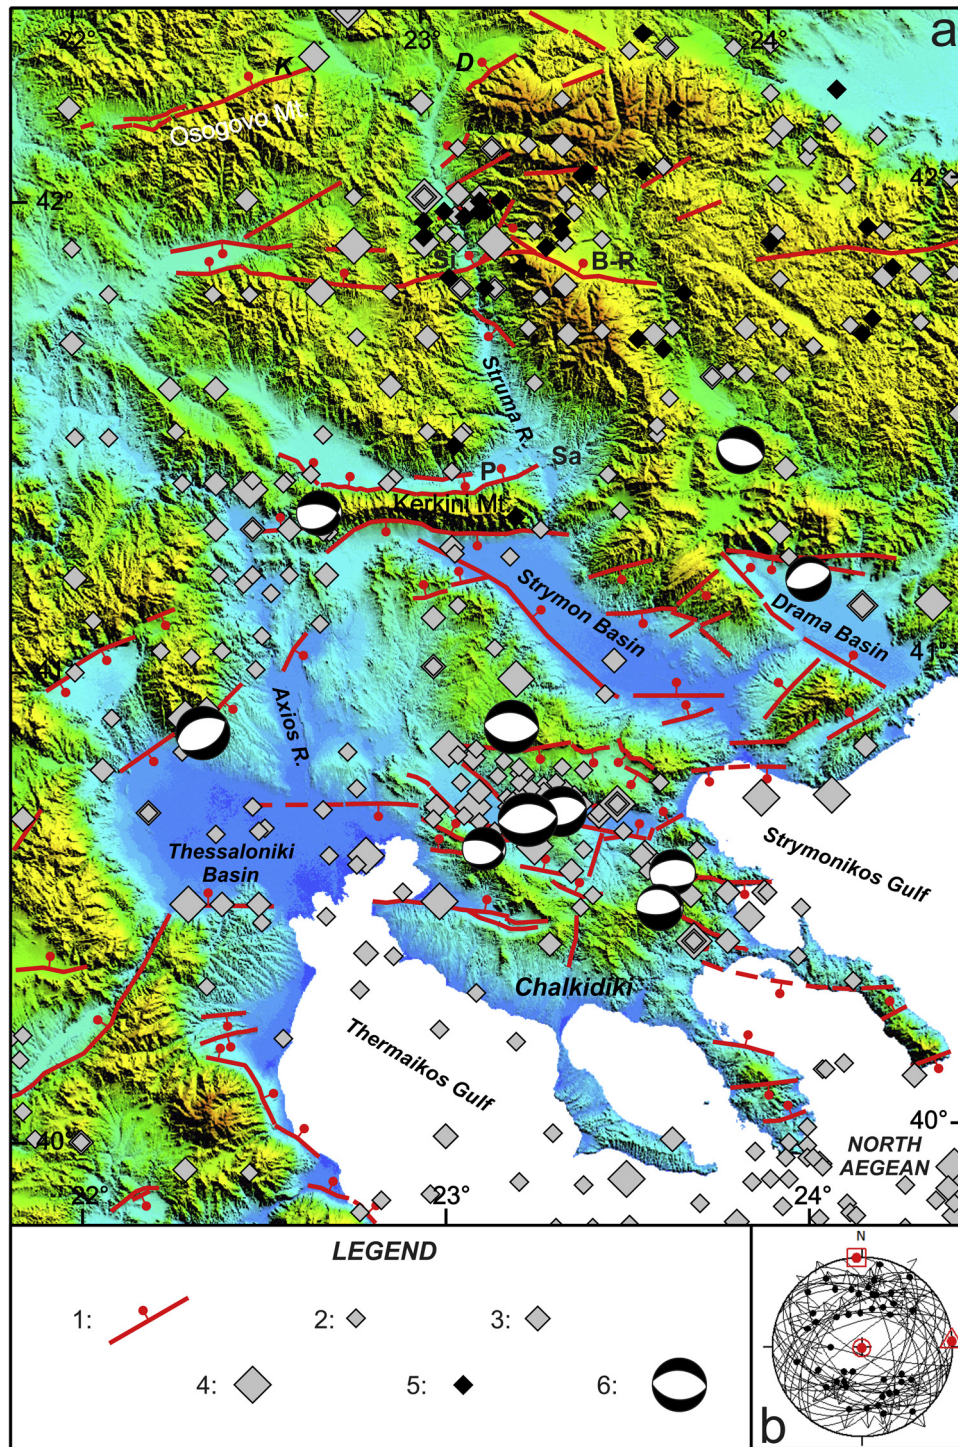 a
22°
23°
24°
K
D
Osogovo Mt.
42°
42°
Si
B-R
Struma R.
Sa
P
Kerkini Mt.
Strymon Basin
Drama Basin
41°
41°
Axios R.
Thessaloniki
Basin
Strymonikos Gulf
Chalkidiki
Thermaikos Gulf
40°
40°
NORTH
AEGEAN
22°
23°
24°
LEGEND
1:
2:
3:
4:
5:
6:
N
b